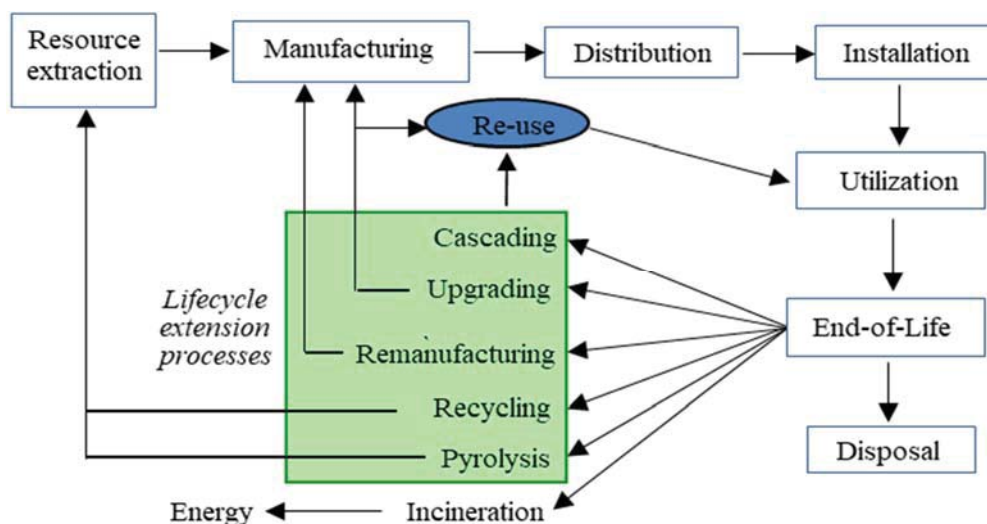 Resource
extraction
Manufacturing
Distribution
Installation
Re-use
Utilization
Cascading
Upgrading
Lifecycle
extension
processes
End-of-Life
Remanufacturing
Recycling
Pyrolysis
Disposal
Energy
Incineration